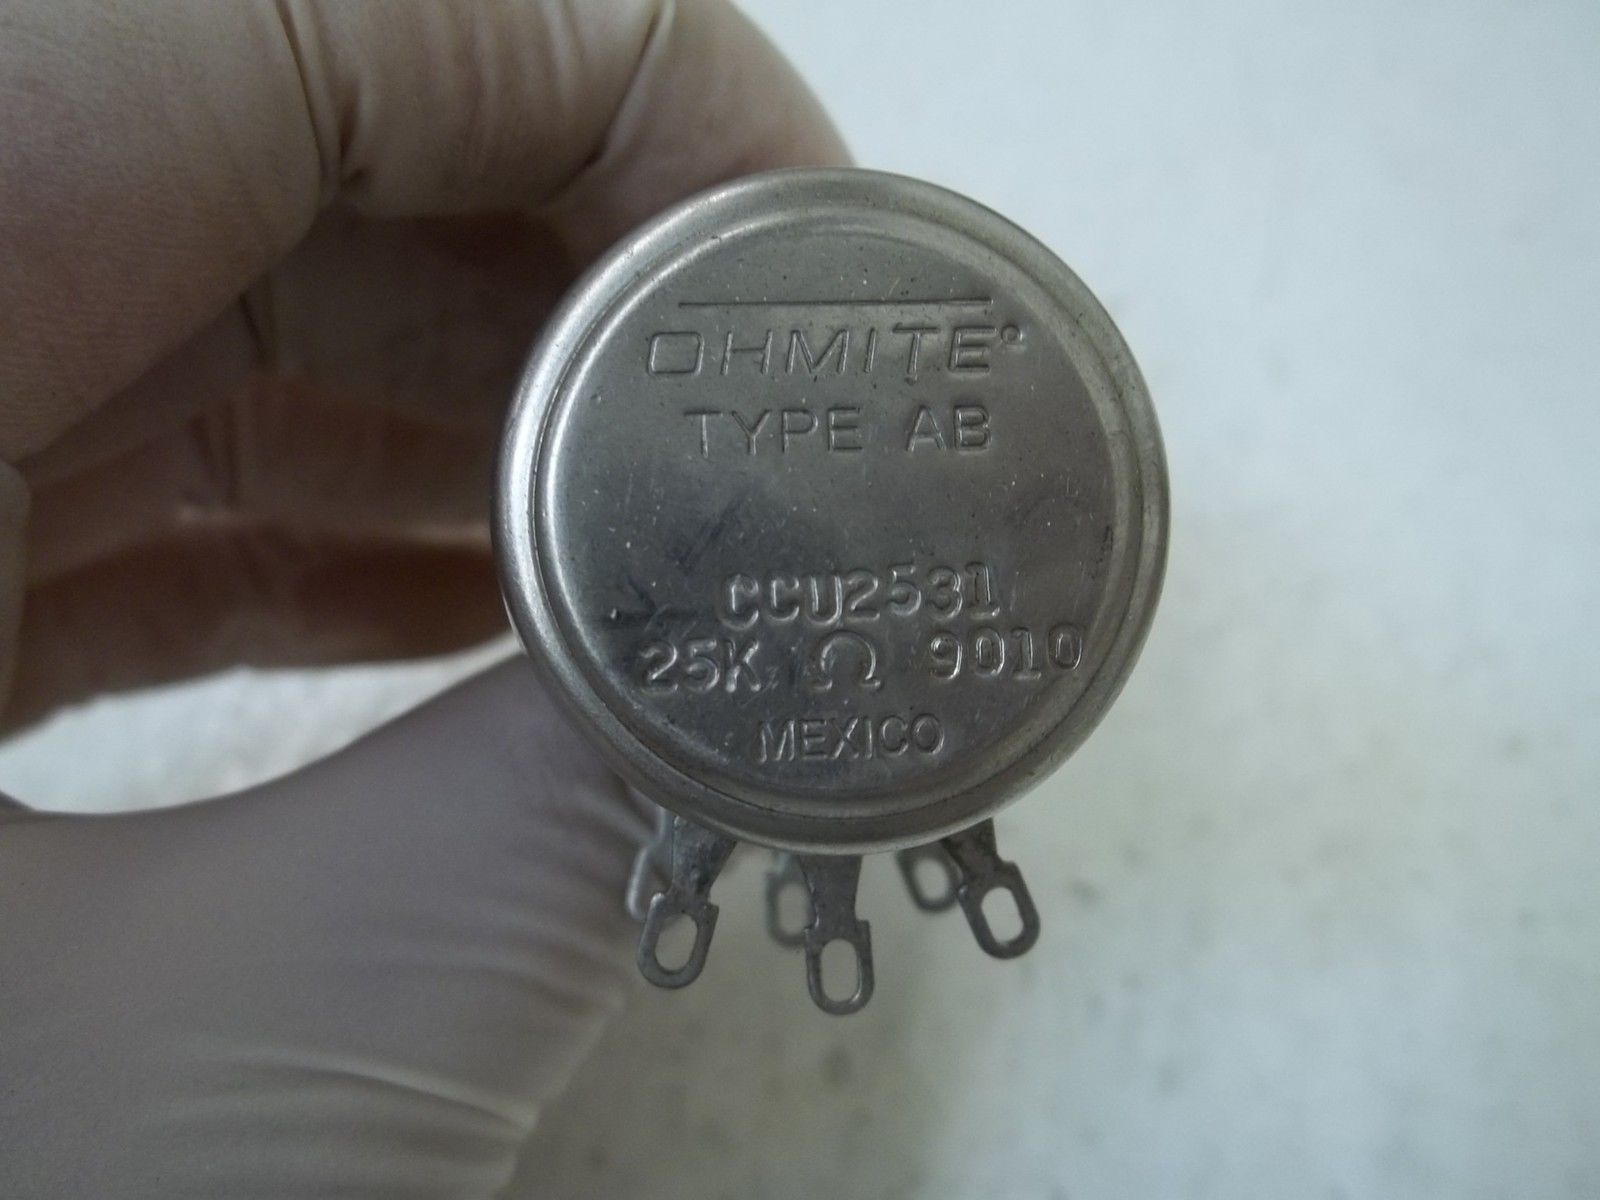 OHMITE®
TYPE AB
CCU2531
25K Ω 9010
MEXICO